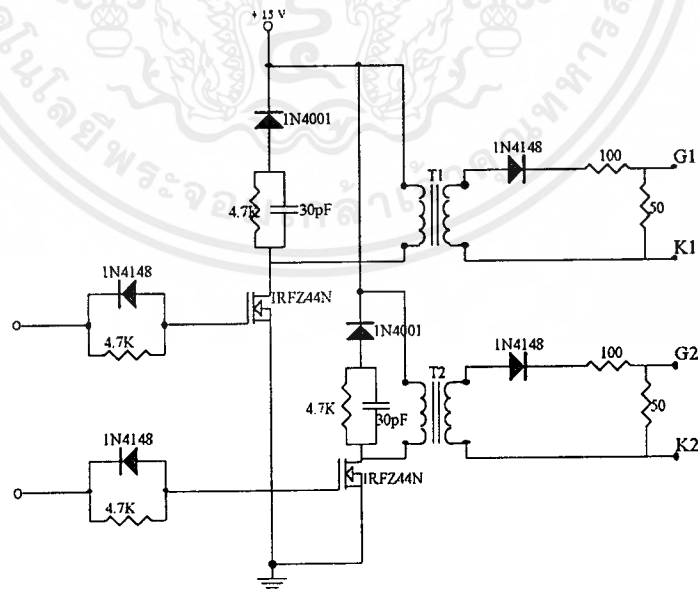 + 15 V
1N4001
4.7K
30pF
T1
1N4148
100
G1
50
K1
1N4148
4.7K
IRFZ44N
1N4001
4.7K
30pF
T2
1N4148
100
G2
50
K2
1N4148
4.7K
IRFZ44N